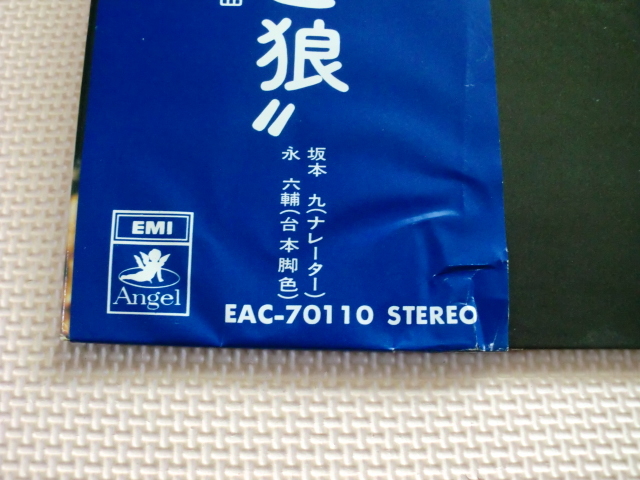 と狼〟
坂本 九(ナレーター)
永 六輔(台本脚色)
EMI
Angel
EAC-70110 STEREO